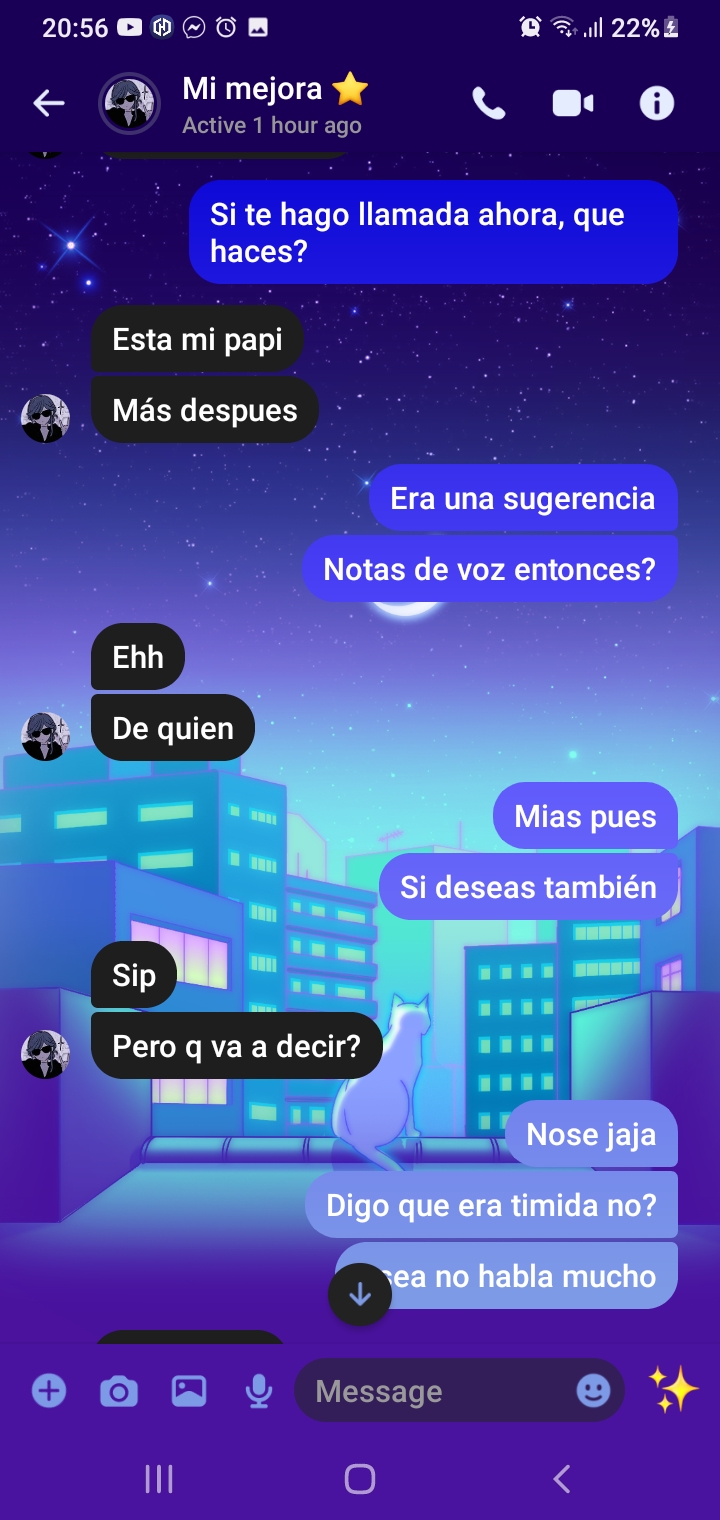 20:56
22%
Mi mejora ⭐
Active 1 hour ago
Si te hago llamada ahora, que
haces?
Esta mi papi
Más despues
Era una sugerencia
Notas de voz entonces?
Ehh
De quien
Mias pues
Si deseas también
Sip
Pero q va a decir?
Nose jaja
Digo que era timida no?
no habla mucho
Message